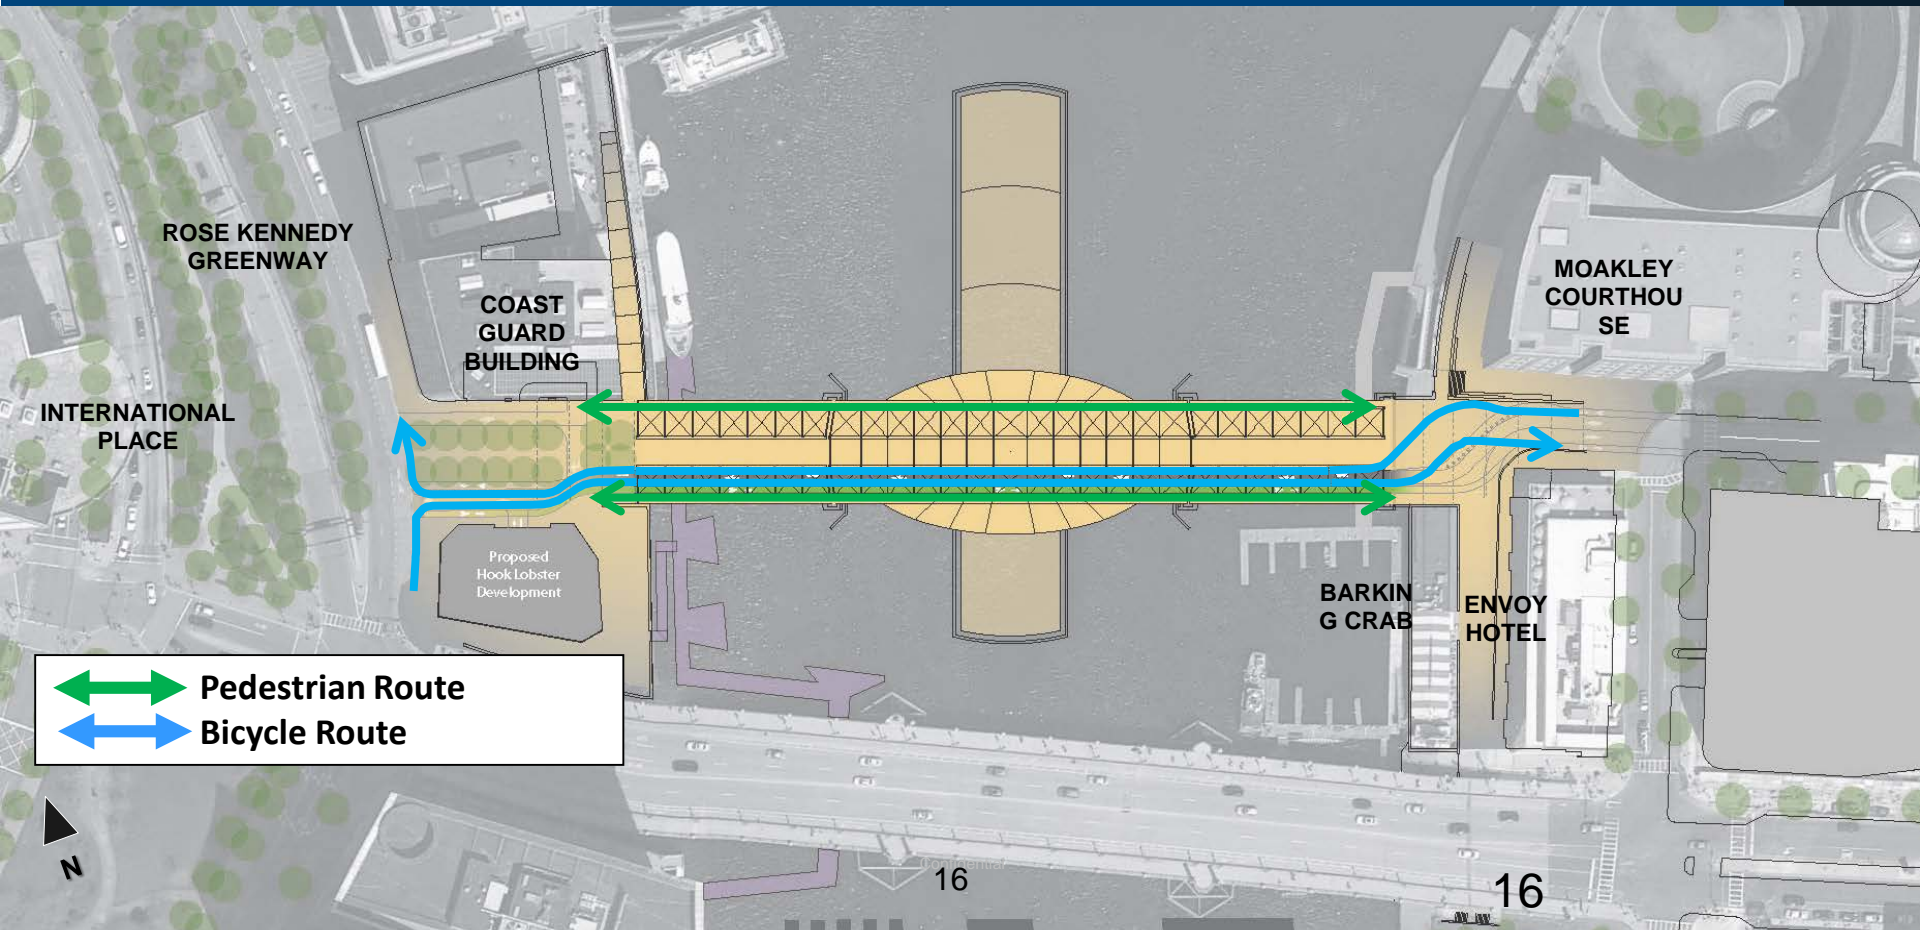 ROSE KENNEDY
GREENWAY
COAST
GUARD
BUILDING
MOAKLEY
COURTHOU
SE
INTERNATIONAL
PLACE
Proposed
Hook Lobster
Development
BARKIN
G CRAB
ENVOY
HOTEL
Pedestrian Route
Bicycle Route
N
(Confidential)
16
16